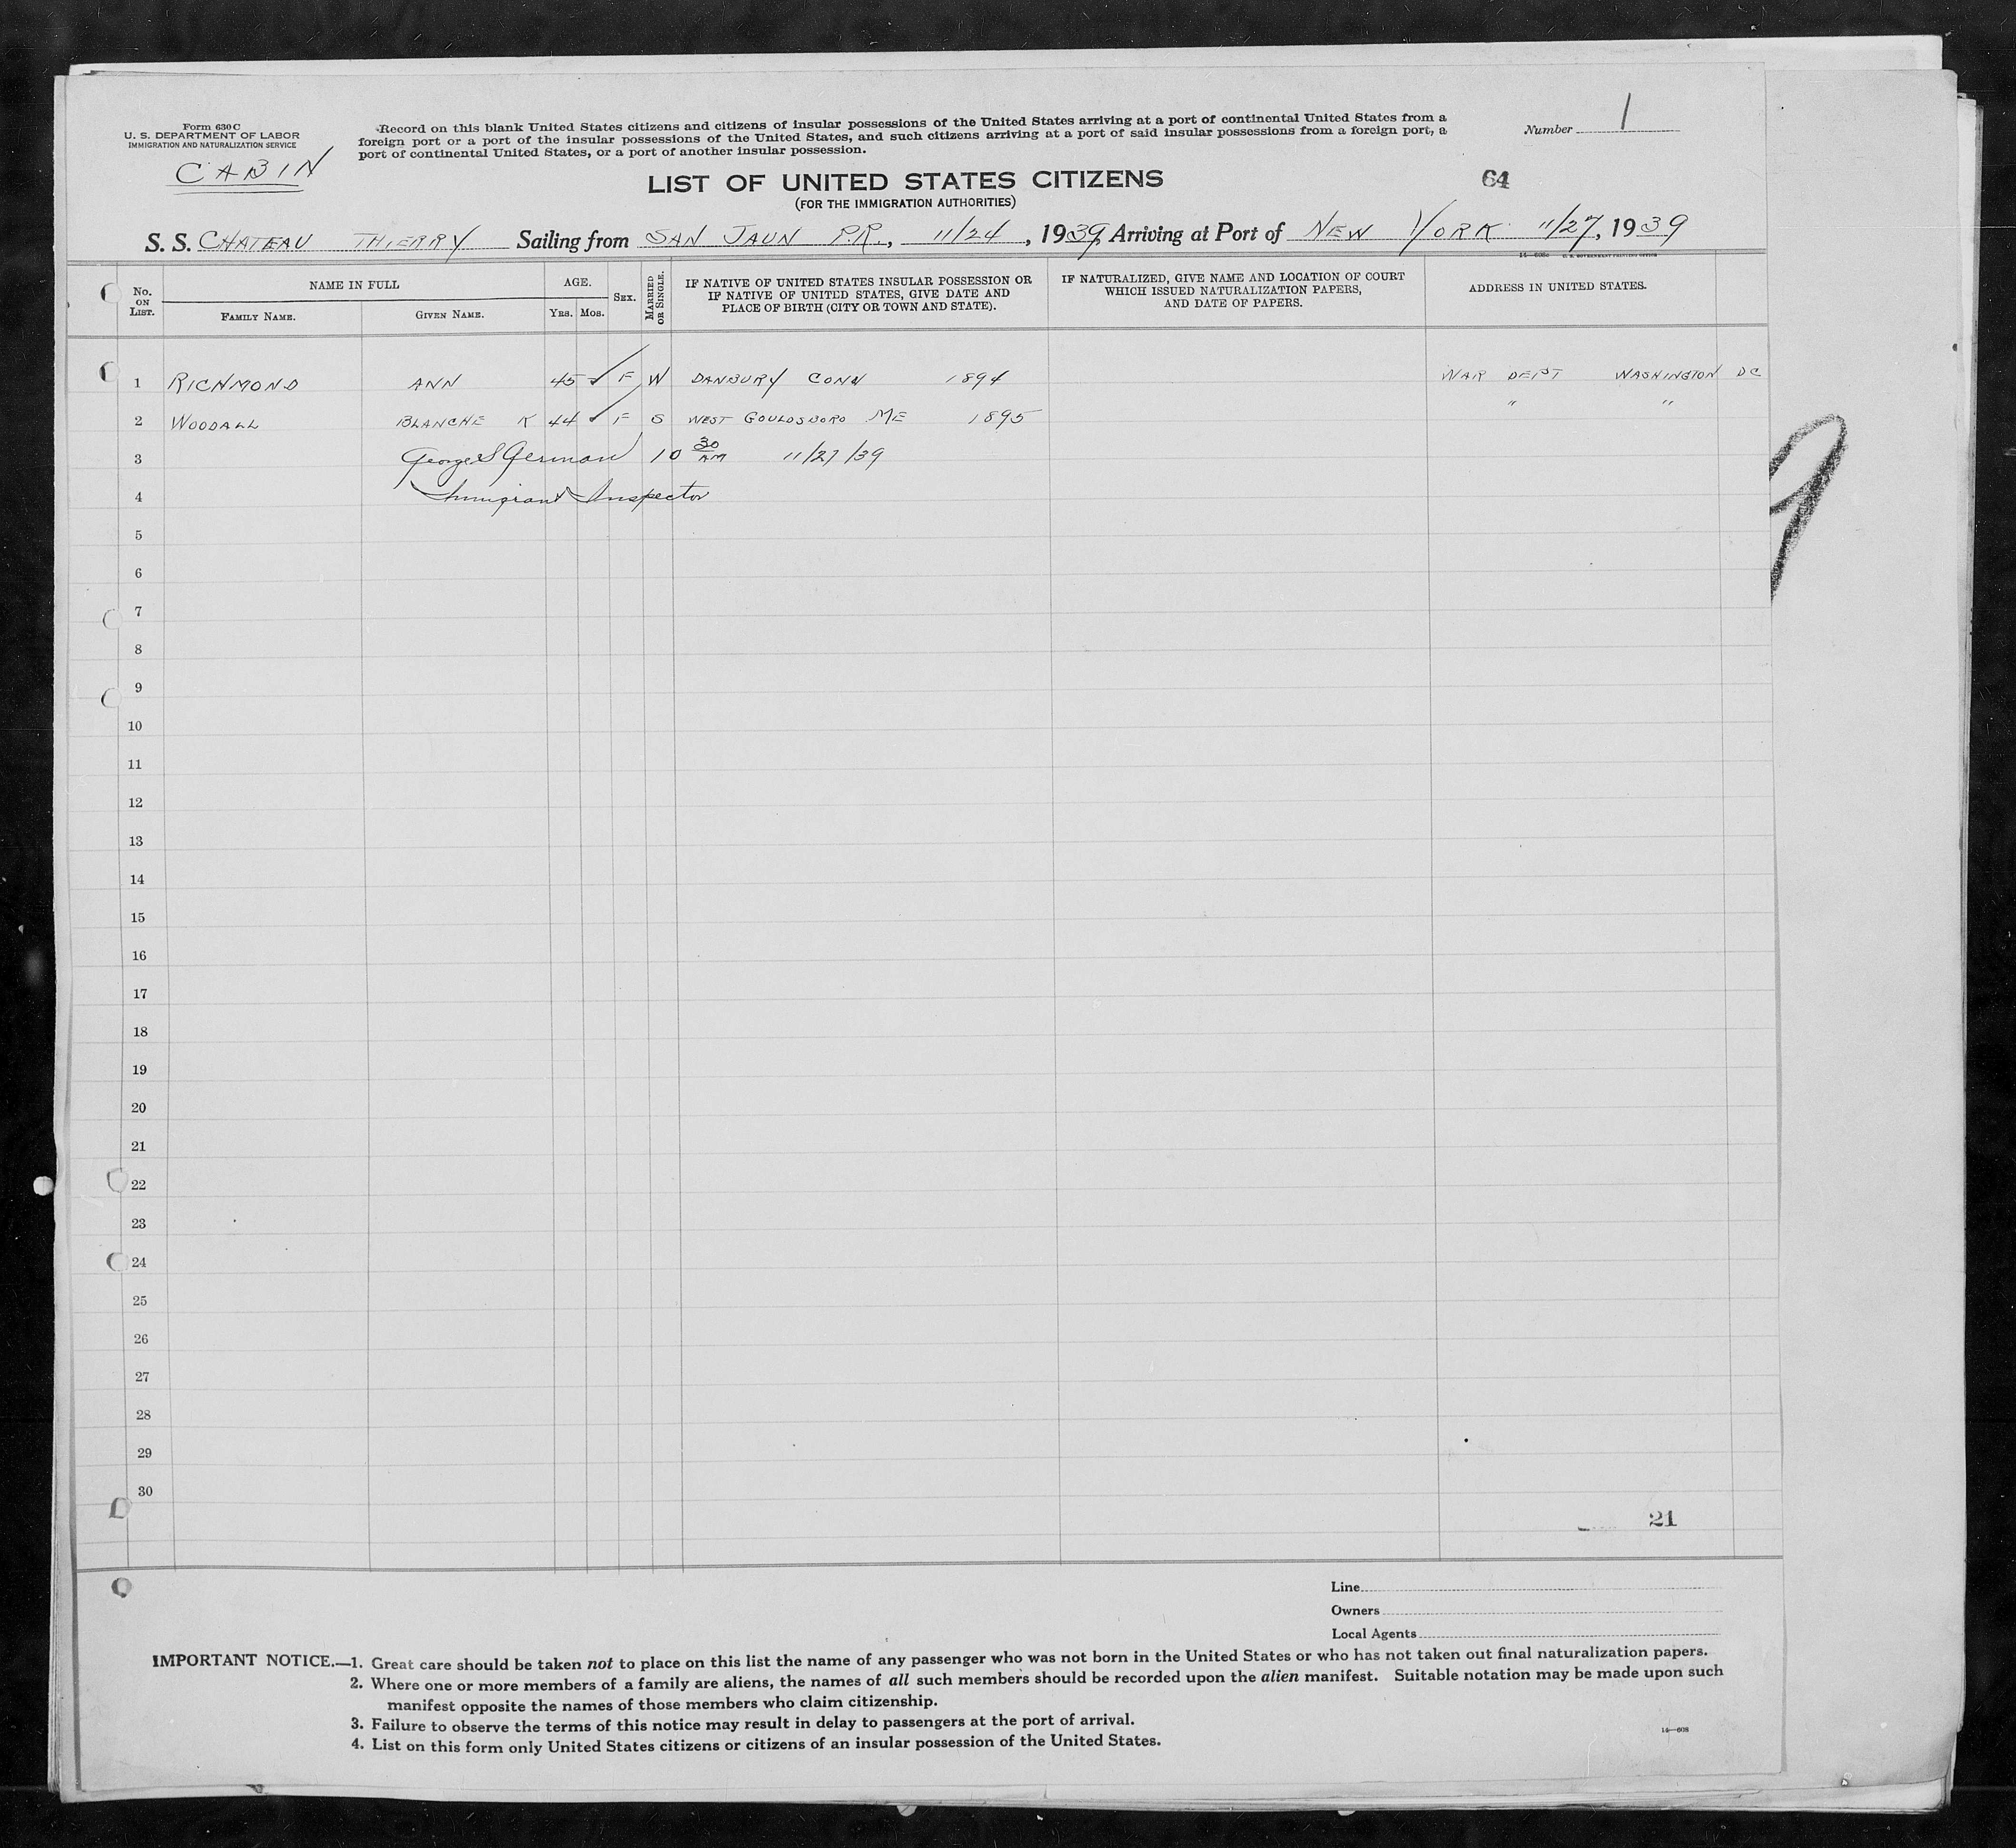 Form 630 C
U. S. DEPARTMENT OF LABOR
IMMIGRATION AND NATURALIZATION SERVICE
CABIN
Record on this blank United States citizens and citizens of insular possessions of the United States arriving at a port of continental United States from a
foreign port or a port of the insular possessions of the United States, and such citizens arriving at a port of said insular possessions from a foreign port, a
port of continental United States, or a port of another insular possession.
Number 1
LIST OF UNITED STATES CITIZENS
(FOR THE IMMIGRATION AUTHORITIES)
64
S. S. CHATEAU THIERRY Sailing from SAN JAUN P.R., 11/24, 1939, Arriving at Port of NEW YORK 11/27, 1939
No. ON LIST.
NAME IN FULL
FAMILY NAME. GIVEN NAME.
AGE.
YRS. MOS.
SEX.
MARRIED OR SINGLE.
IF NATIVE OF UNITED STATES INSULAR POSSESSION OR
IF NATIVE OF UNITED STATES, GIVE DATE AND
PLACE OF BIRTH (CITY OR TOWN AND STATE).
IF NATURALIZED, GIVE NAME AND LOCATION OF COURT
WHICH ISSUED NATURALIZATION PAPERS,
AND DATE OF PAPERS.
ADDRESS IN UNITED STATES.
1 RICHMOND ANN 45 ✓ F W DANBURY CONN 1894 WAR DEPT WASHINGTON DC
2 WOODALL BLANCHE K 44 ✓ F S WEST GOULDSBORO ME 1895 " "
3 George S German 10 30 AM 11/27/39
4 Immigrant Inspector
5
6
7
8
9
10
11
12
13
14
15
16
17
18
19
20
21
22
23
24
25
26
27
28
29
30
21
Line
Owners
Local Agents
IMPORTANT NOTICE.—1. Great care should be taken not to place on this list the name of any passenger who was not born in the United States or who has not taken out final naturalization papers.
2. Where one or more members of a family are aliens, the names of all such members should be recorded upon the alien manifest. Suitable notation may be made upon such
manifest opposite the names of those members who claim citizenship.
3. Failure to observe the terms of this notice may result in delay to passengers at the port of arrival.
4. List on this form only United States citizens or citizens of an insular possession of the United States.
14—608